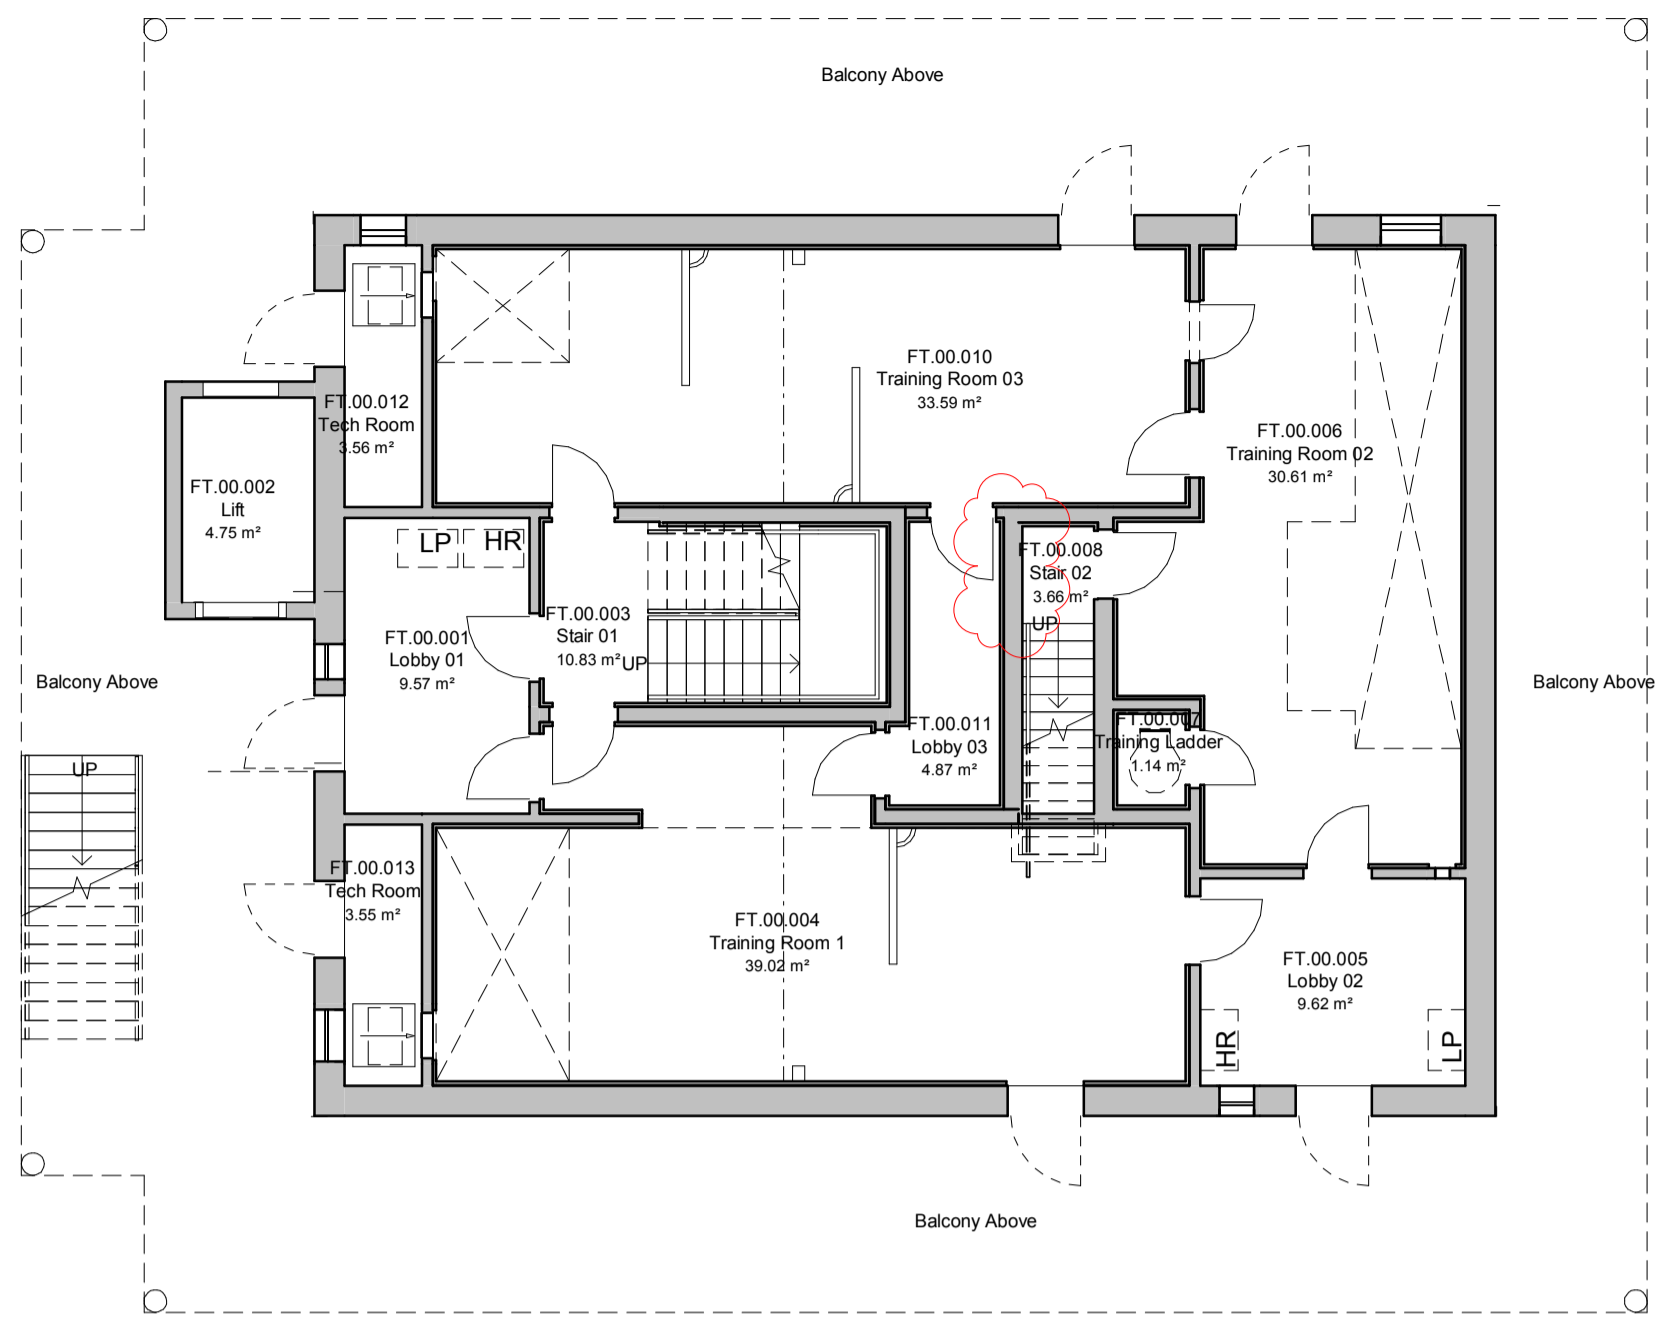 Balcony Above
FT.00.010
Training Room 03
33.59 m²
FT.00.012
Tech Room
3.56 m²
FT.00.006
Training Room 02
30.61 m²
FT.00.002
Lift
4.75 m²
LP
HR
FT.00.008
Stair 02
3.66 m²
UP
FT.00.003
Stair 01
10.83 m²
UP
FT.00.001
Lobby 01
9.57 m²
Balcony Above
Balcony Above
FT.00.011
Lobby 03
4.87 m²
FT.00.007
Training Ladder
1.14 m²
UP
FT.00.013
Tech Room
3.55 m²
FT.00.004
Training Room 1
39.02 m²
FT.00.005
Lobby 02
9.62 m²
HR
LP
Balcony Above